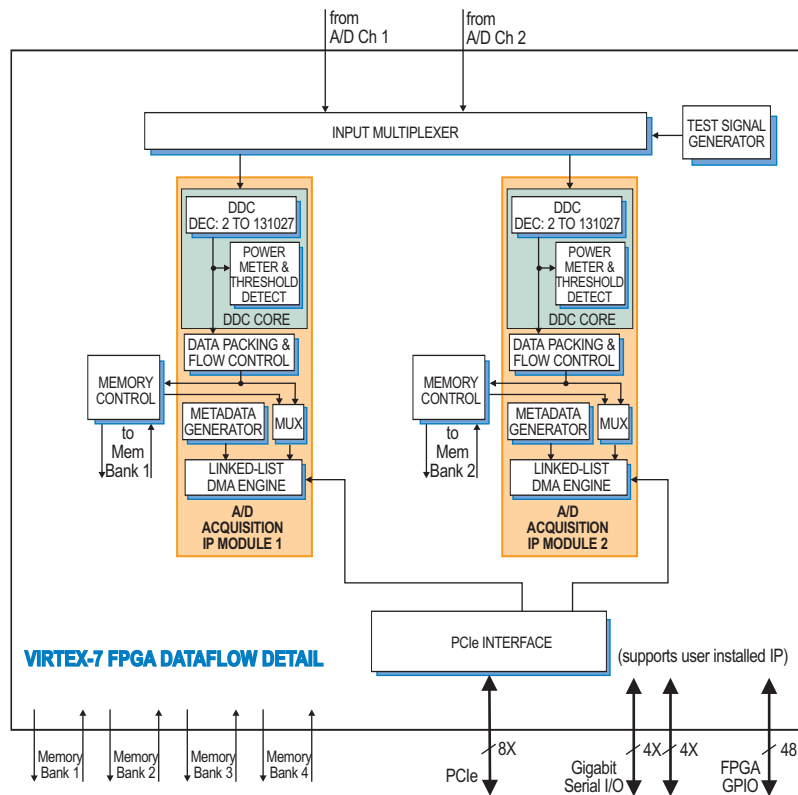 from
A/D Ch 1
from
A/D Ch 2
INPUT MULTIPLEXER
TEST SIGNAL
GENERATOR
DDC
DEC: 2 TO 131027
POWER
METER &
THRESHOLD
DETECT
DDC CORE
DATA PACKING &
FLOW CONTROL
MEMORY
CONTROL
METADATA
GENERATOR
MUX
to
Mem
Bank 1
LINKED-LIST
DMA ENGINE
A/D
ACQUISITION
IP MODULE 1
DDC
DEC: 2 TO 131027
POWER
METER &
THRESHOLD
DETECT
DDC CORE
DATA PACKING &
FLOW CONTROL
MEMORY
CONTROL
METADATA
GENERATOR
MUX
to
Mem
Bank 2
LINKED-LIST
DMA ENGINE
A/D
ACQUISITION
IP MODULE 2
PCIe INTERFACE
VIRTEX-7 FPGA DATAFLOW DETAIL
(supports user installed IP)
Memory
Bank 1
Memory
Bank 2
Memory
Bank 3
Memory
Bank 4
8X
PCIe
4X
4X
Gigabit
Serial I/O
48
FPGA
GPIO